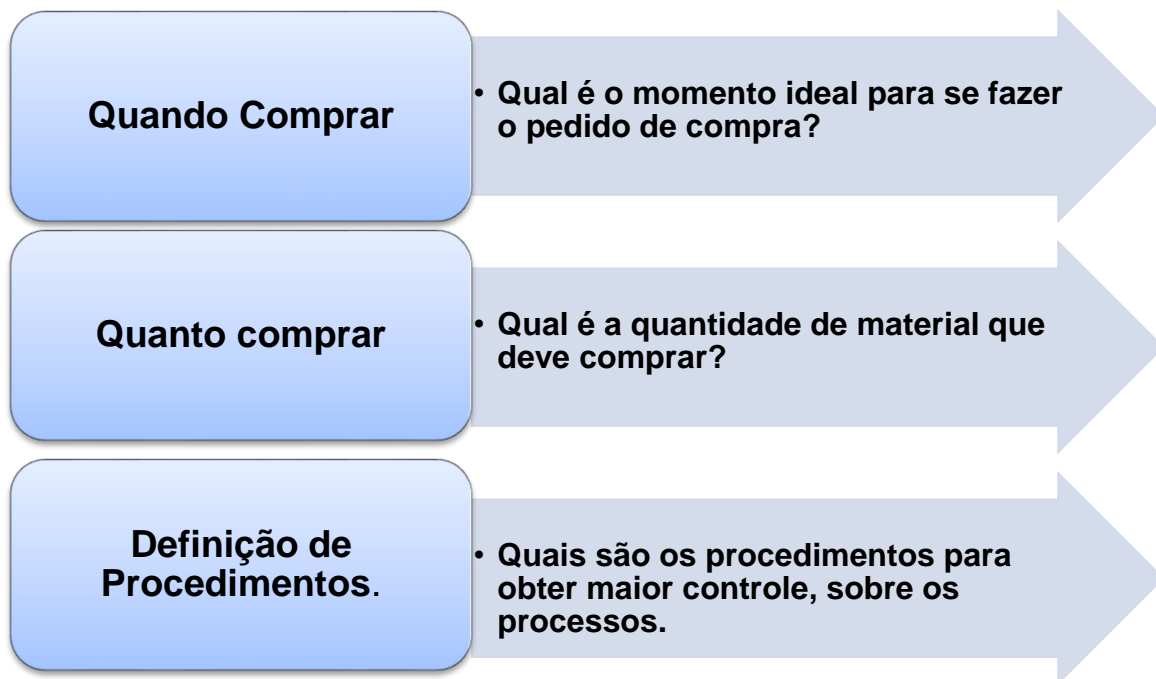 Quando Comprar
• Qual é o momento ideal para se fazer
o pedido de compra?
Quanto comprar
• Qual é a quantidade de material que
deve comprar?
Definição de
Procedimentos.
• Quais são os procedimentos para
obter maior controle, sobre os
processos.